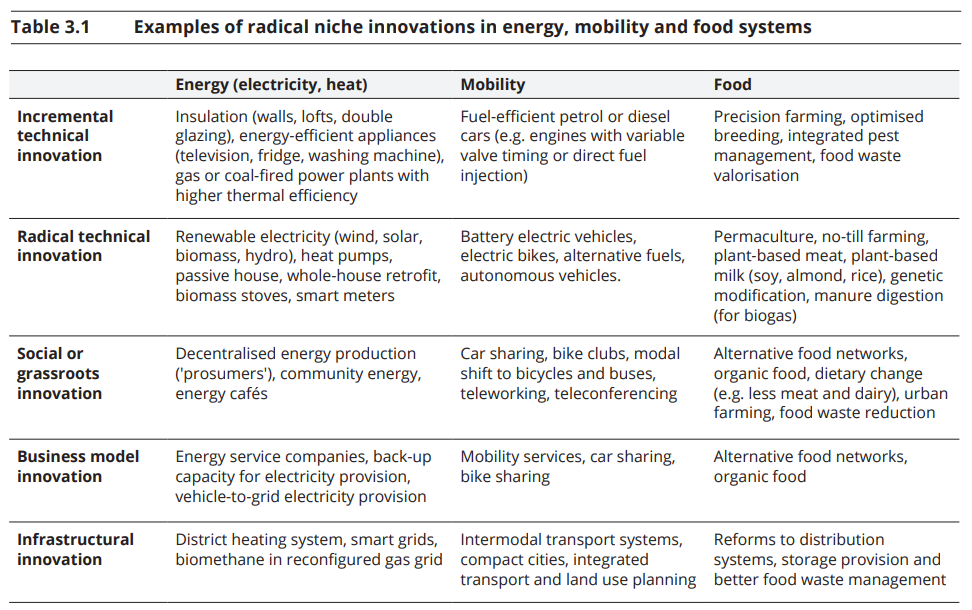 Table 3.1 Examples of radical niche innovations in energy, mobility and food systems
Energy (electricity, heat) Mobility Food
Incremental
technical
innovation
Insulation (walls, lofts, double
glazing), energy-efficient appliances
(television, fridge, washing machine),
gas or coal-fired power plants with
higher thermal efficiency
Fuel-efficient petrol or diesel
cars (e.g. engines with variable
valve timing or direct fuel
injection)
Precision farming, optimised
breeding, integrated pest
management, food waste
valorisation
Radical technical
innovation
Renewable electricity (wind, solar,
biomass, hydro), heat pumps,
passive house, whole-house retrofit,
biomass stoves, smart meters
Battery electric vehicles,
electric bikes, alternative fuels,
autonomous vehicles.
Permaculture, no-till farming,
plant-based meat, plant-based
milk (soy, almond, rice), genetic
modification, manure digestion
(for biogas)
Social or
grassroots
innovation
Decentralised energy production
('prosumers'), community energy,
energy cafés
Car sharing, bike clubs, modal
shift to bicycles and buses,
teleworking, teleconferencing
Alternative food networks,
organic food, dietary change
(e.g. less meat and dairy), urban
farming, food waste reduction
Business model
innovation
Energy service companies, back-up
capacity for electricity provision,
vehicle-to-grid electricity provision
Mobility services, car sharing,
bike sharing
Alternative food networks,
organic food
Infrastructural
innovation
District heating system, smart grids,
biomethane in reconfigured gas grid
Intermodal transport systems,
compact cities, integrated
transport and land use planning
Reforms to distribution
systems, storage provision and
better food waste management